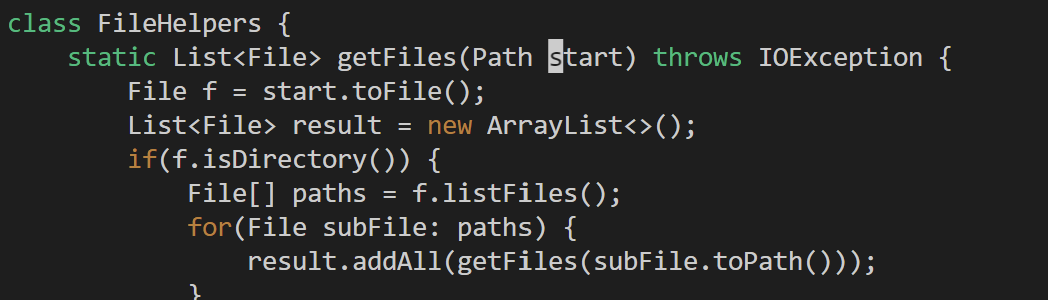 class FileHelpers {
    static List<File> getFiles(Path start) throws IOException {
        File f = start.toFile();
        List<File> result = new ArrayList<>();
        if(f.isDirectory()) {
            File[] paths = f.listFiles();
            for(File subFile: paths) {
                result.addAll(getFiles(subFile.toPath()));
            }